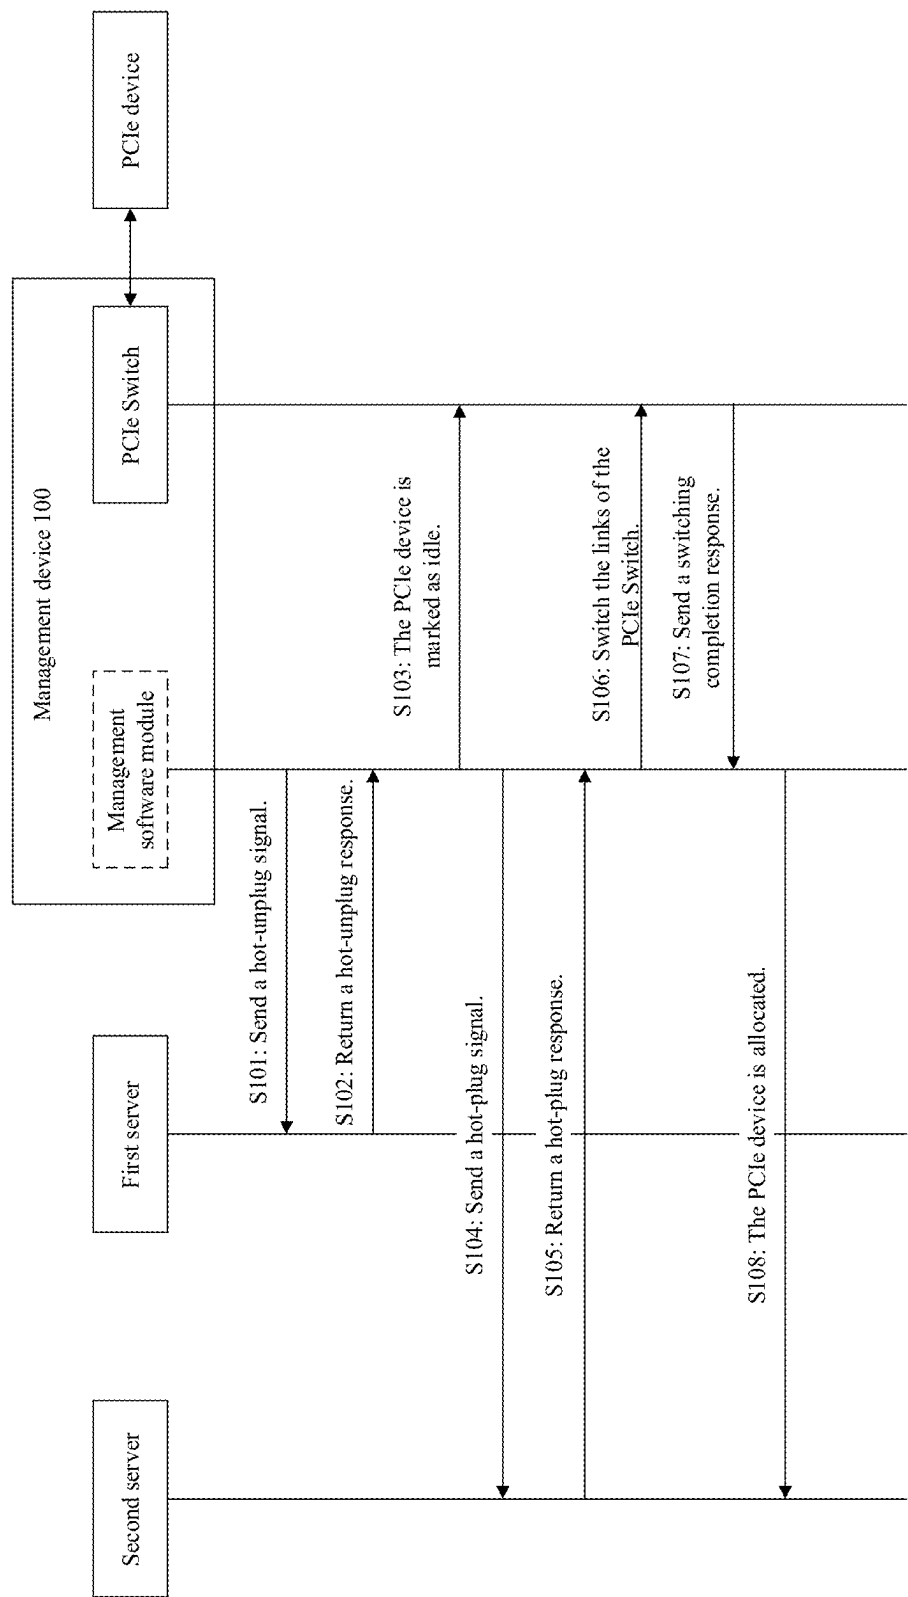 Management device 100
Second server
First server
Management
software module
PCIe Switch
PCIe device
S101: Send a hot-unplug signal.
S102: Return a hot-unplug response.
S103: The PCIe device is
marked as idle.
S104: Send a hot-plug signal.
S105: Return a hot-plug response.
S106: Switch the links of the
PCIe Switch.
S107: Send a switching
completion response.
S108: The PCIe device is allocated.